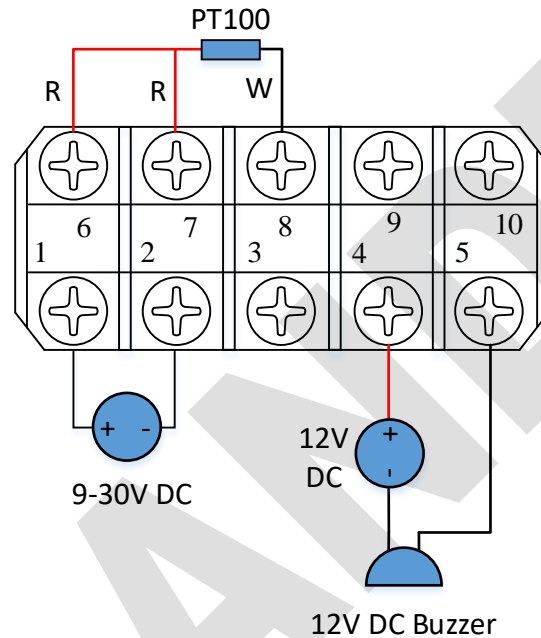 PT100
R R W
6 7 8 9 10
1 2 3 4 5
+ -
9-30V DC
12V
DC
+
-
12V DC Buzzer